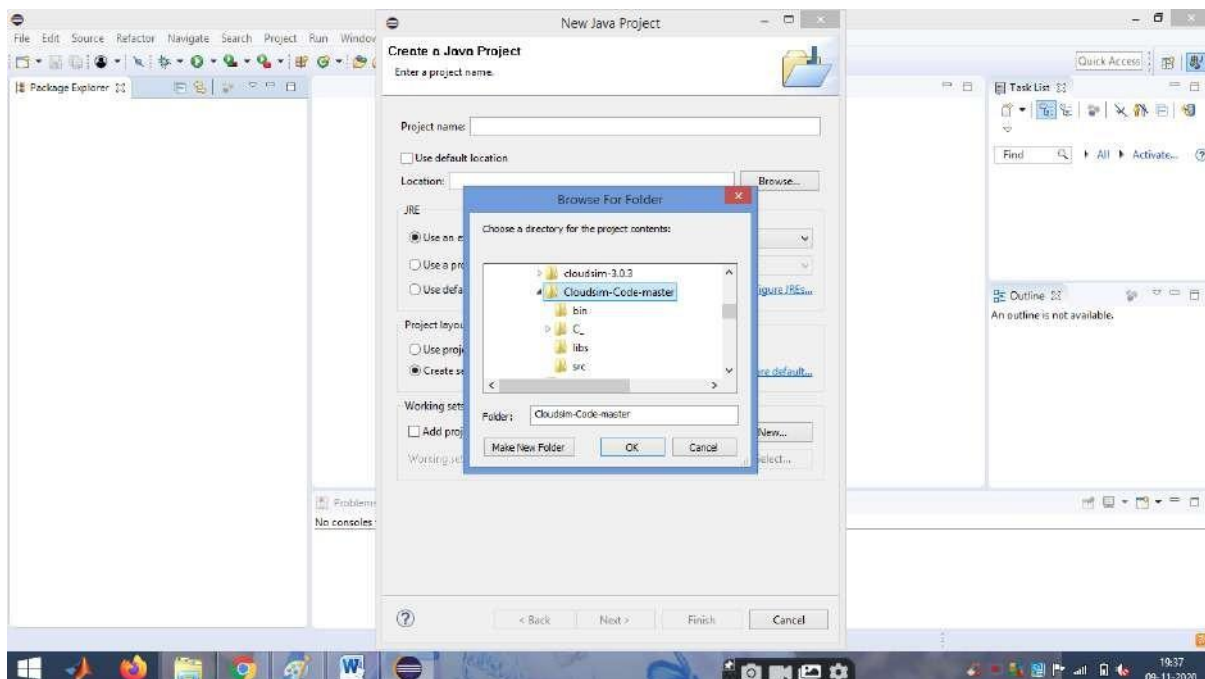 New Java Project
File Edit Source Refactor Navigate Search Project Run Window
Create a Java Project
Enter a project name.
Quick Access
Package Explorer
Task List
Project name:
Use default location
Find All Activate...
Location: Browse...
Browse For Folder
JRE
Choose a directory for the project contents:
Use an e
Use a pro
cloudsim-3.0.3
Use defa
Cloudsim-Code-master
igure JREs...
Outline
bin
An outline is not available.
Project layou
C_
Use proj
libs
Create se
src
ure default...
Working sets
Folder: Cloudsim-Code-master
Add proj
New...
Make New Folder OK Cancel
Working set
Select...
Problems
No consoles
< Back Next > Finish Cancel
19:37
09-11-2020